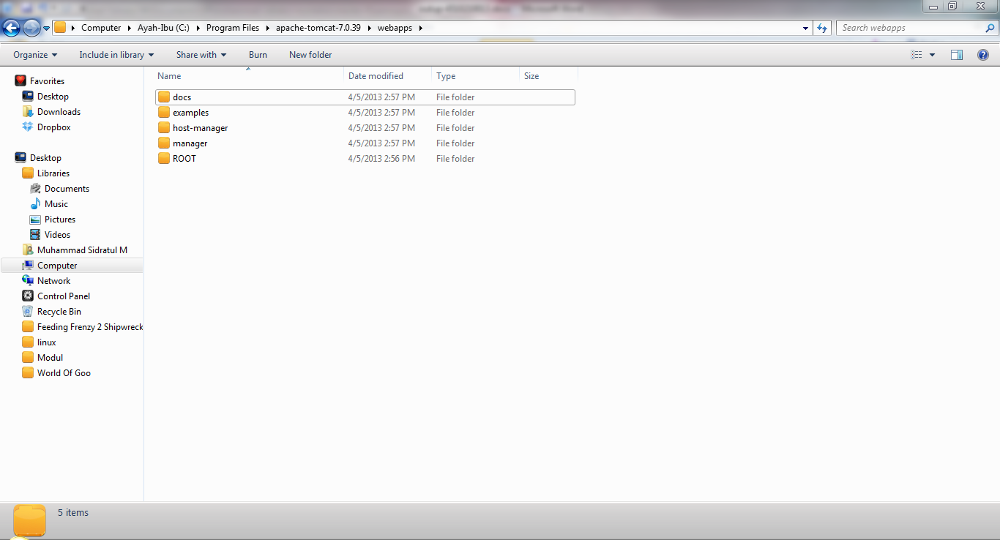 Computer Ayah-Ibu (C:) Program Files apache-tomcat-7.0.39 webapps Search webapps
Organize Include in library Share with Burn New folder
Name Date modified Type Size
docs 4/5/2013 2:57 PM File folder
examples 4/5/2013 2:57 PM File folder
host-manager 4/5/2013 2:57 PM File folder
manager 4/5/2013 2:57 PM File folder
ROOT 4/5/2013 2:56 PM File folder
Favorites
Desktop
Downloads
Dropbox
Desktop
Libraries
Documents
Music
Pictures
Videos
Muhammad Sidratul M
Computer
Network
Control Panel
Recycle Bin
Feeding Frenzy 2 Shipwreck
linux
Modul
World Of Goo
5 items